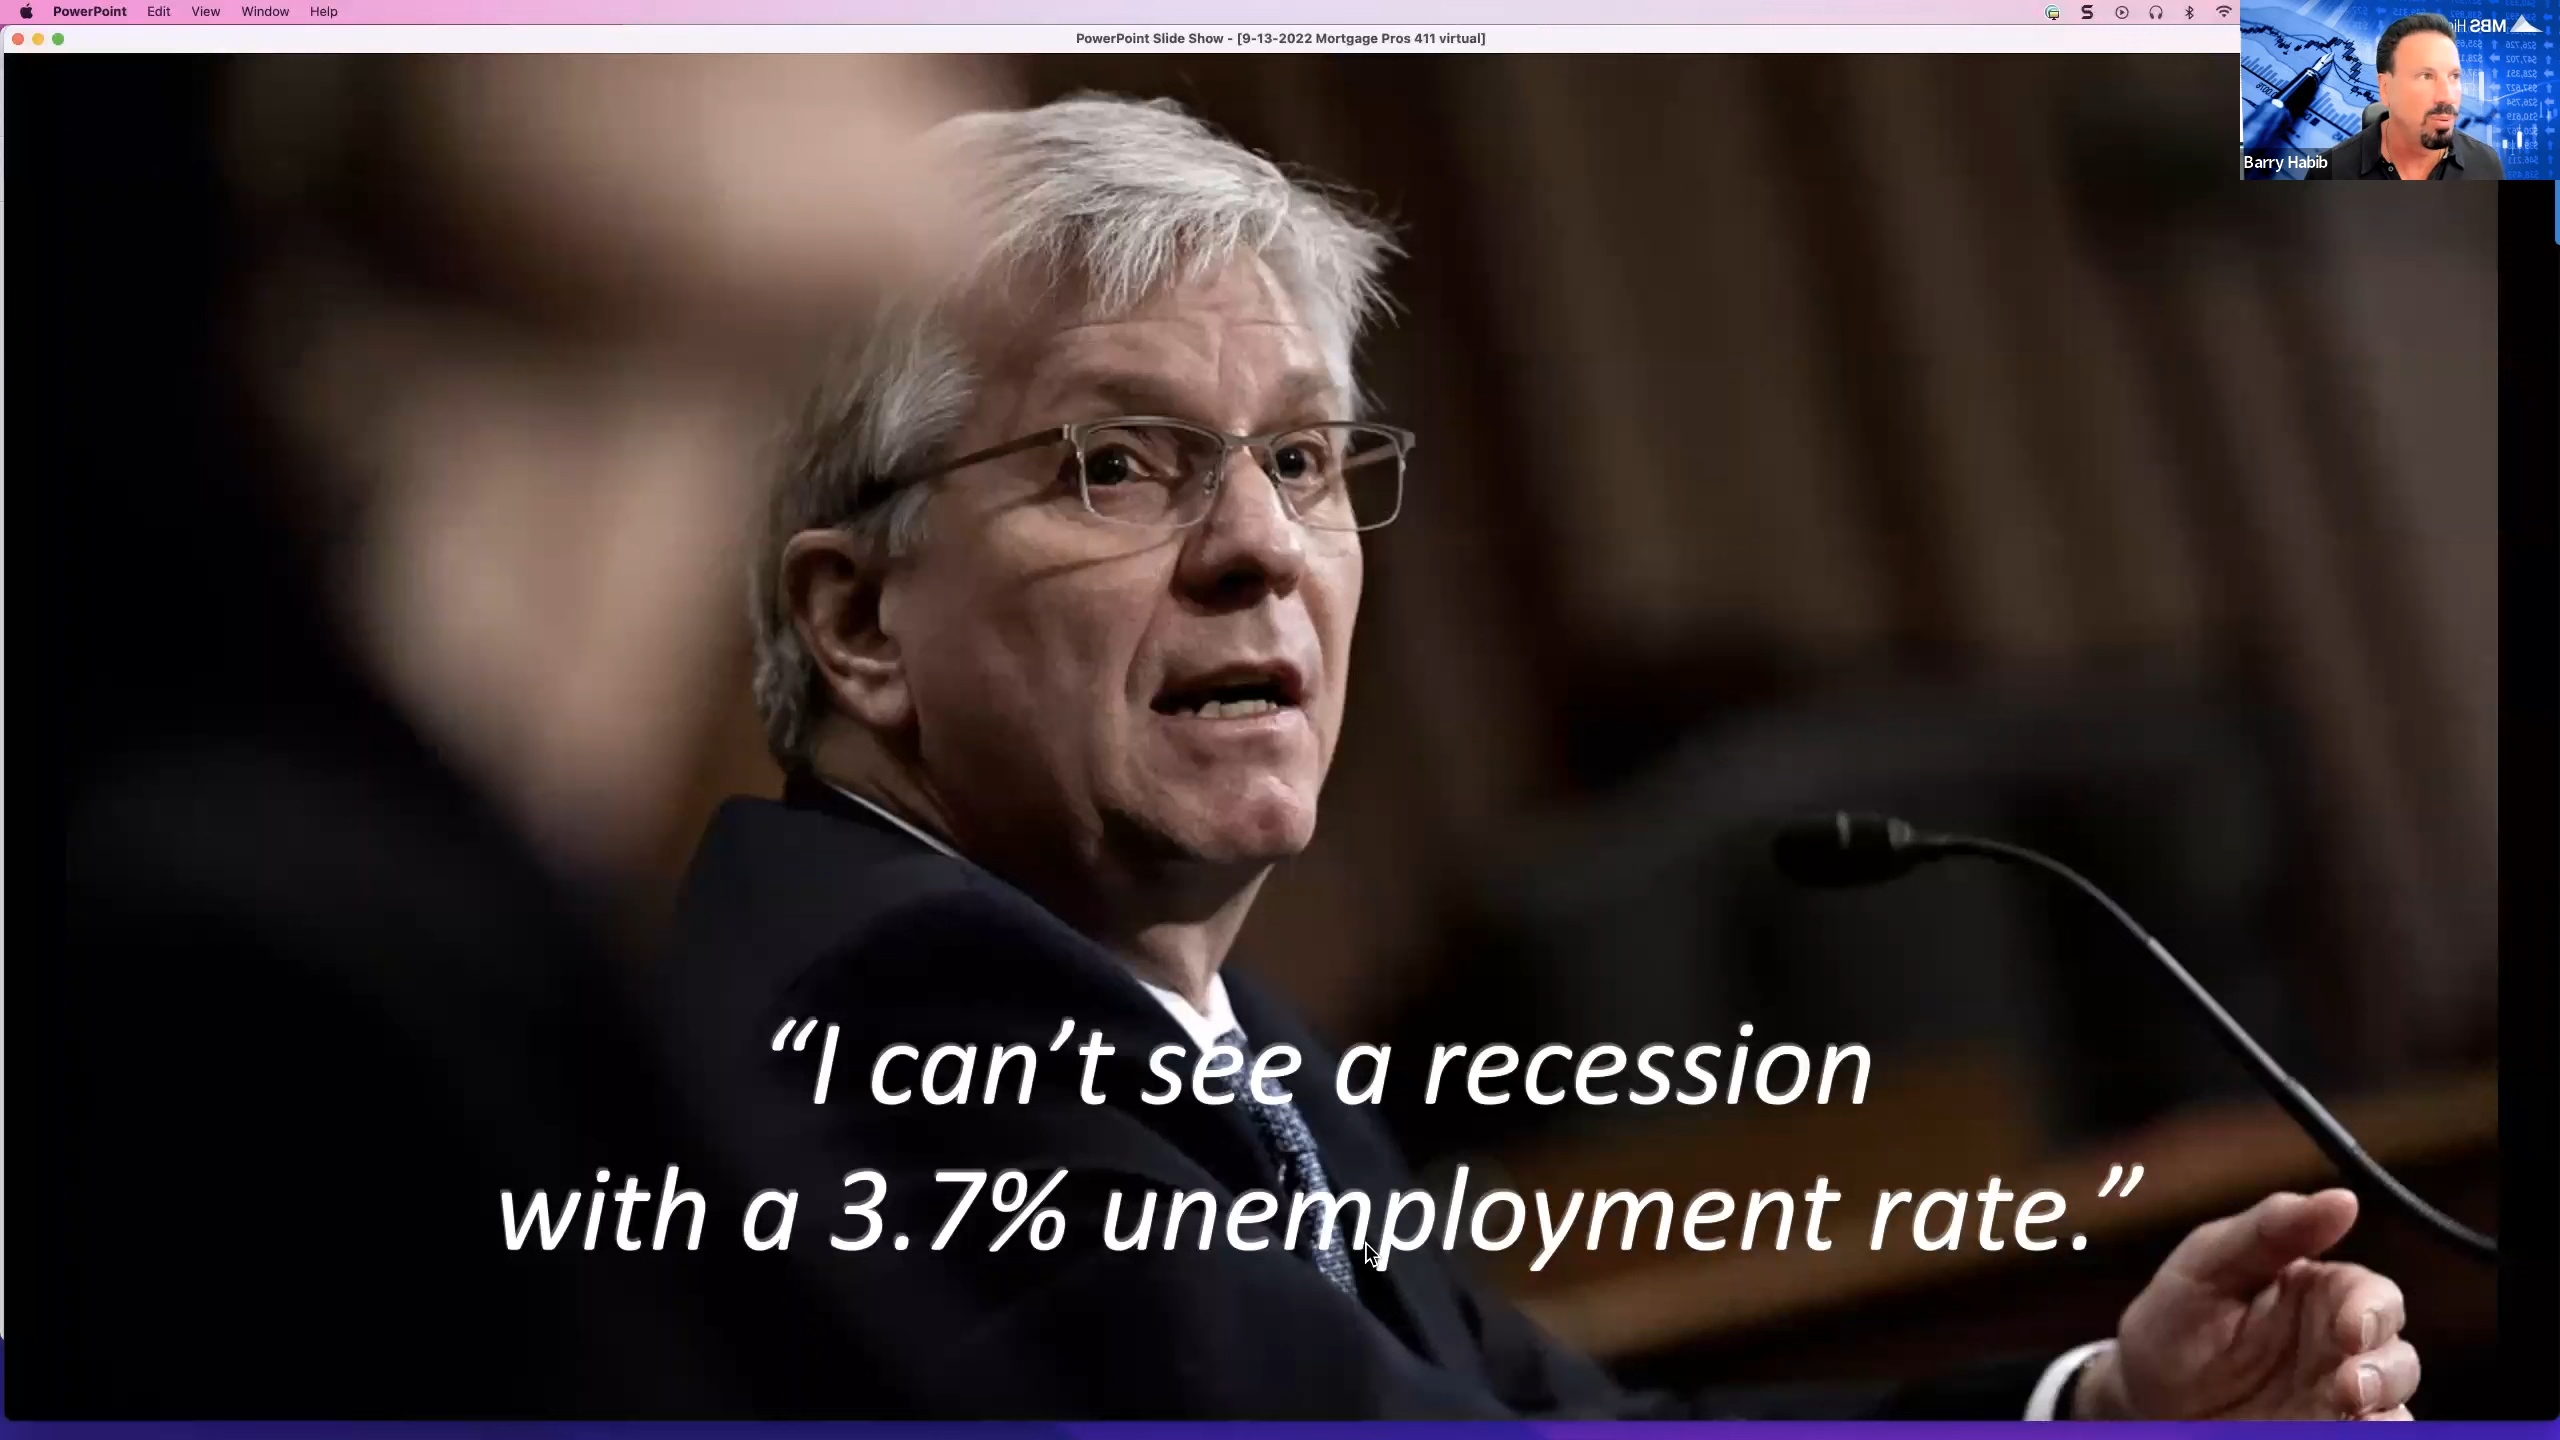 PowerPoint Edit View Window Help
PowerPoint Slide Show - [9-13-2022 Mortgage Pros 411 virtual]
MBS
Barry Habib
“I can’t see a recession
with a 3.7% unemployment rate.”